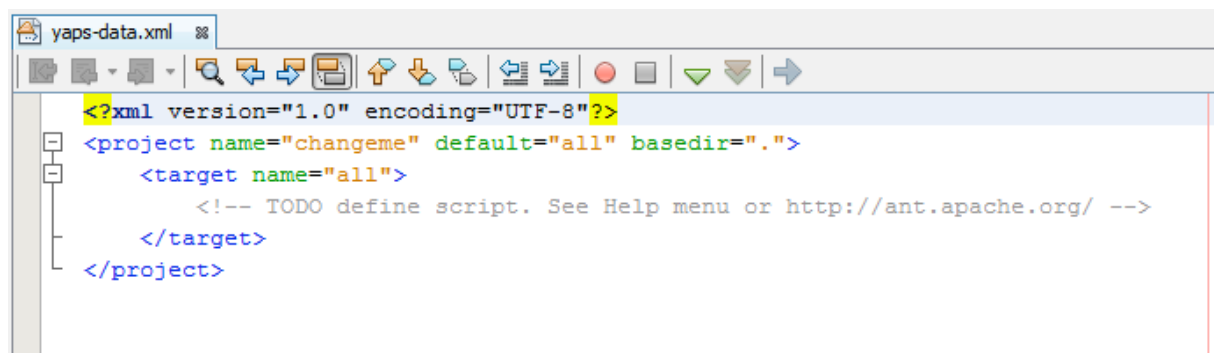 yaps-data.xml
<?xml version="1.0" encoding="UTF-8"?>
<project name="changeme" default="all" basedir=".">
<target name="all">
<!-- TODO define script. See Help menu or http://ant.apache.org/ -->
</target>
</project>